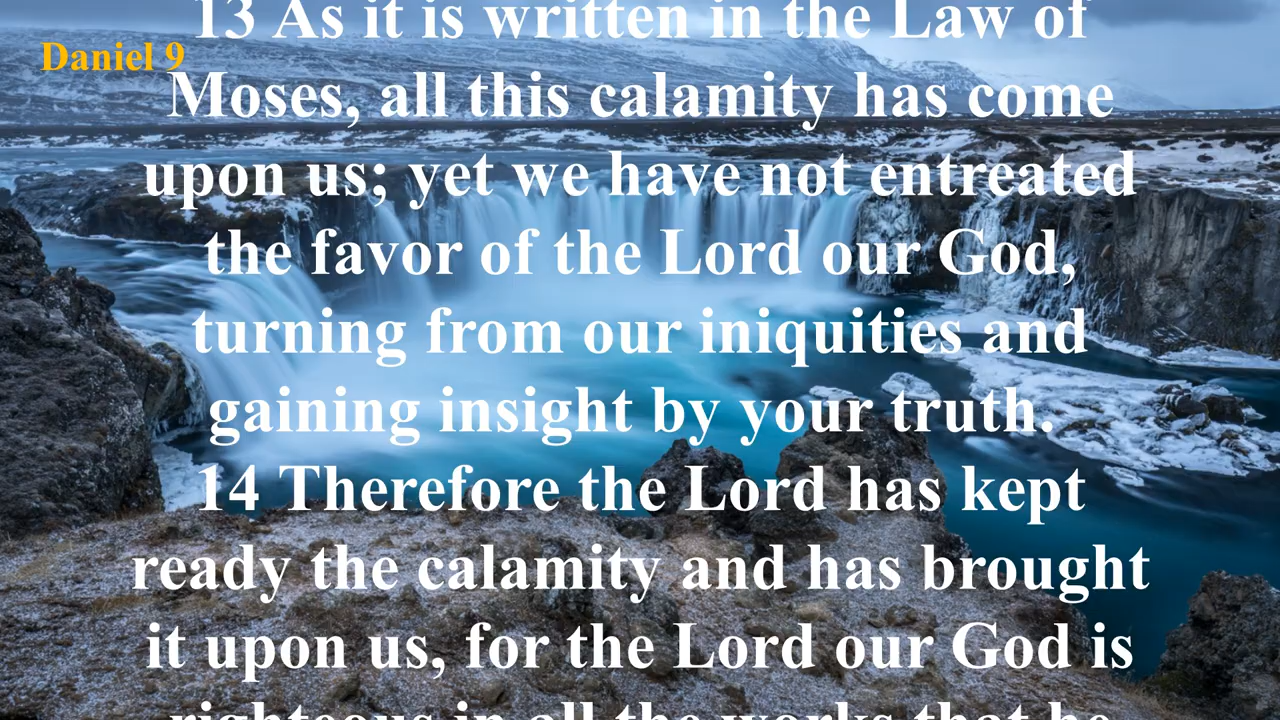 13 As it is written in the Law of
Daniel 9
Moses, all this calamity has come
upon us; yet we have not entreated
the favor of the Lord our God,
turning from our iniquities and
gaining insight by your truth.
14 Therefore the Lord has kept
ready the calamity and has brought
it upon us, for the Lord our God is
righteous in all the works that he